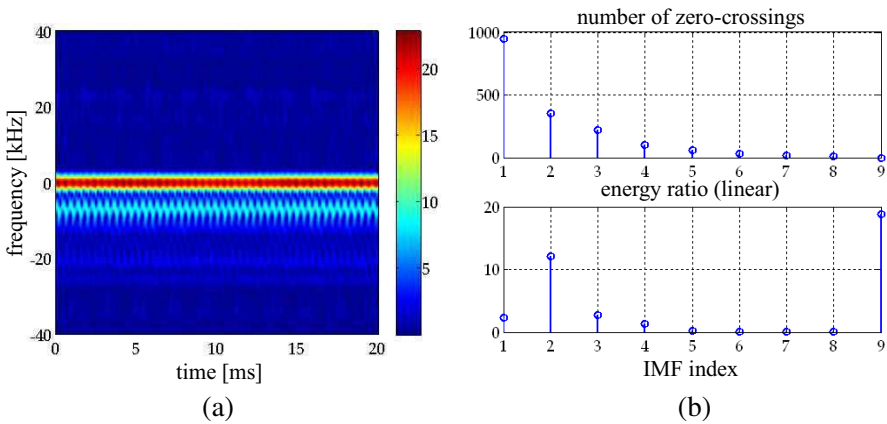 40
20
0
-20
-40
frequency [kHz]
0
5
10
15
20
time [ms]
20
15
10
5
(a)
number of zero-crossings
1000
500
0
1 2 3 4 5 6 7 8 9
energy ratio (linear)
20
10
0
1 2 3 4 5 6 7 8 9
IMF index
(b)